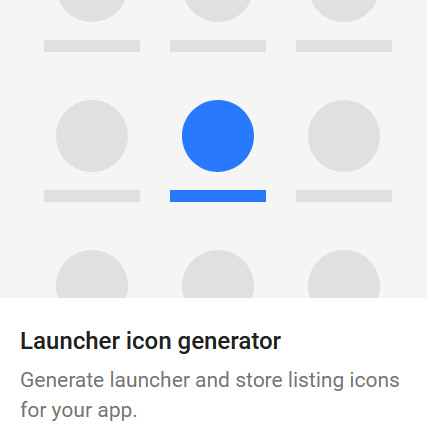 Launcher icon generator
Generate launcher and store listing icons
for your app.